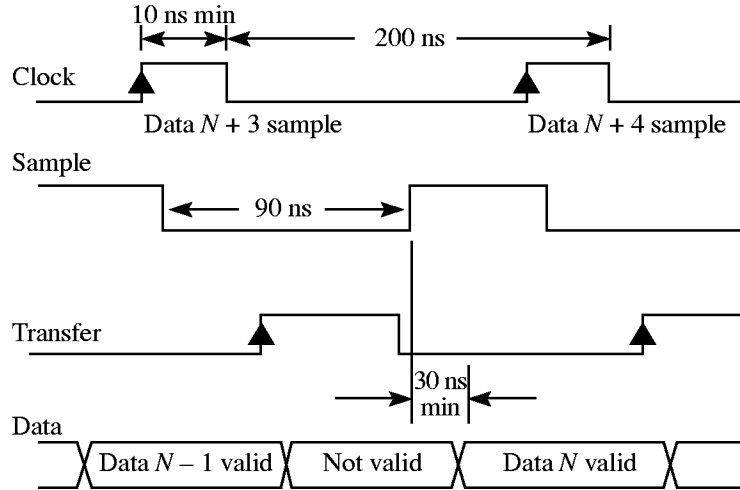 10 ns min
200 ns
Clock
Data N + 3 sample
Data N + 4 sample
Sample
90 ns
Transfer
30 ns
min
Data
Data N – 1 valid
Not valid
Data N valid